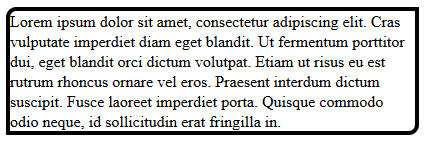 Lorem ipsum dolor sit amet, consectetur adipiscing elit. Cras
vulputate imperdiet diam eget blandit. Ut fermentum porttitor
dui, eget blandit orci dictum volutpat. Etiam ut risus eu est
rutrum rhoncus ornare vel eros. Praesent interdum dictum
suscipit. Fusce laoreet imperdiet porta. Quisque commodo
odio neque, id sollicitudin erat fringilla in.